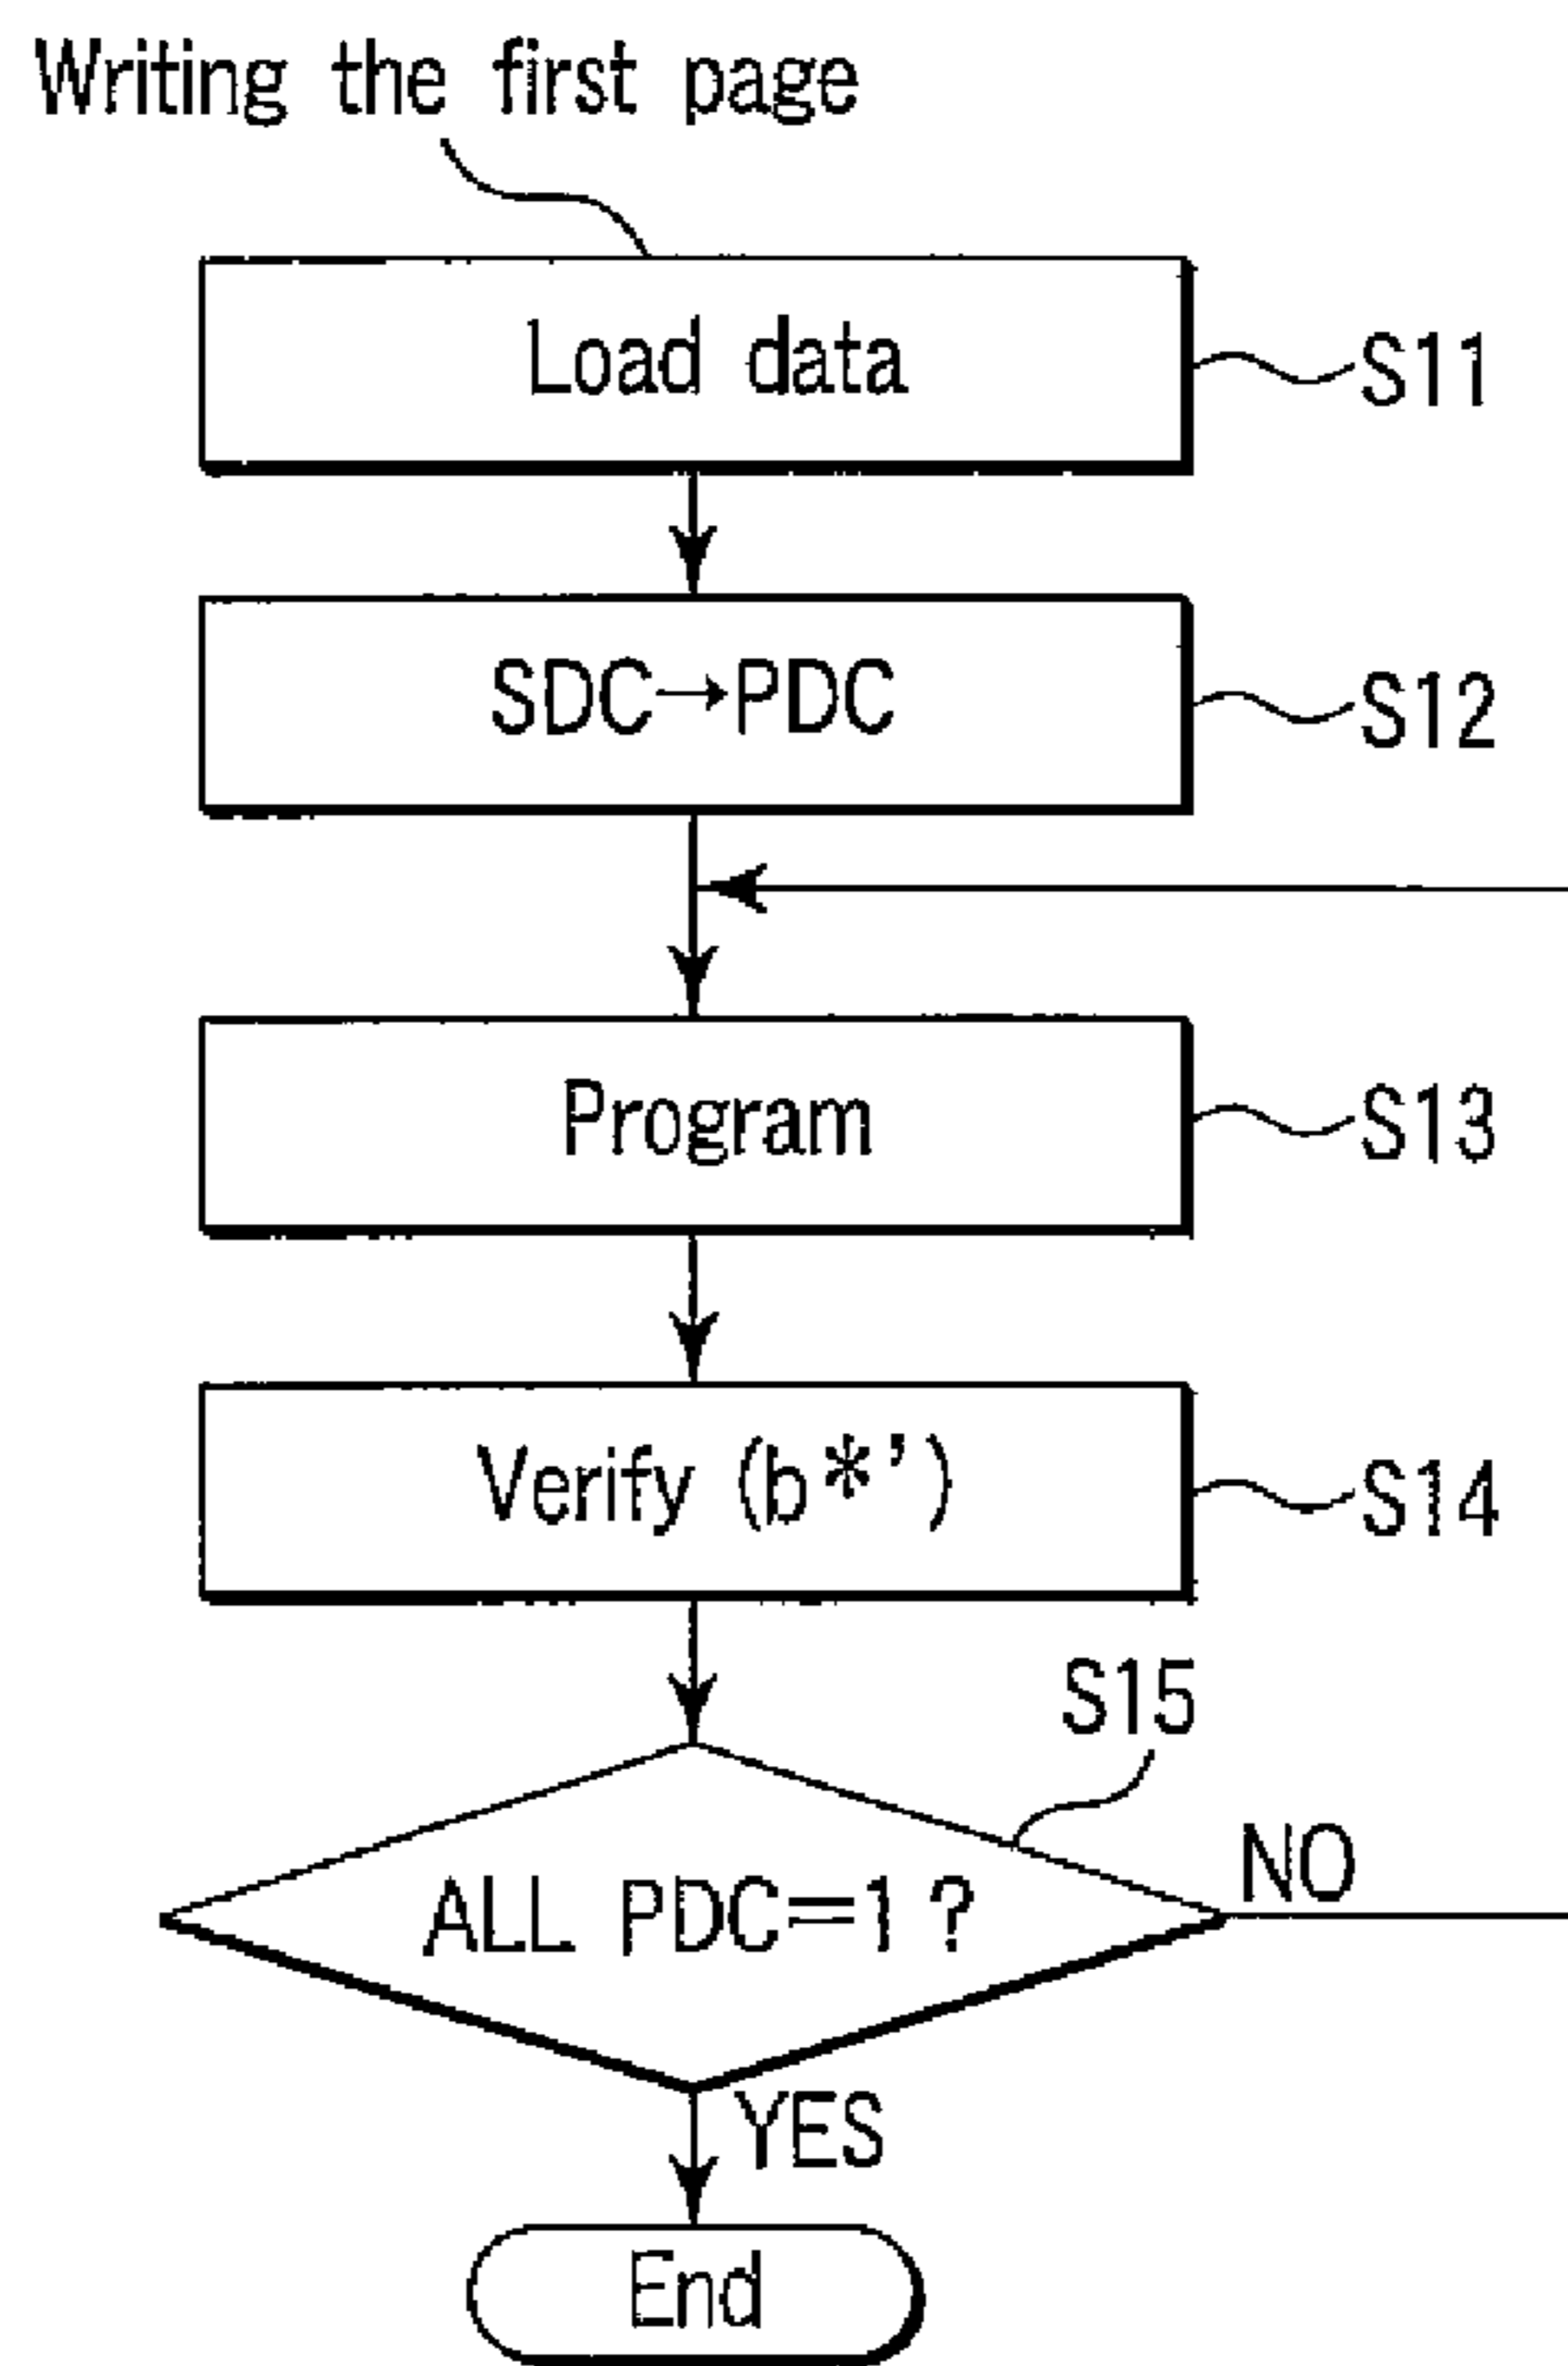 Writing the first page
Load data
S11
SDC→PDC
S12
Program
S13
Verify (b*')
S14
S15
ALL PDC=1 ?
NO
YES
End